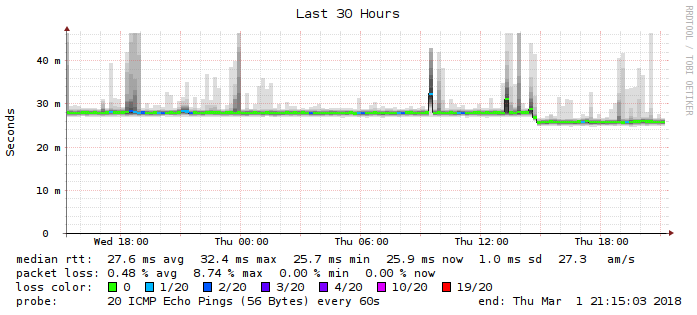 Last 30 Hours
RRDTOOL / TOBI OETIKER
Seconds
40 m
30 m
20 m
10 m
0
Wed 18:00 Thu 00:00 Thu 06:00 Thu 12:00 Thu 18:00
median rtt: 27.6 ms avg 32.4 ms max 25.7 ms min 25.9 ms now 1.0 ms sd 27.3 am/s
packet loss: 0.48 % avg 8.74 % max 0.00 % min 0.00 % now
loss color: 0 1/20 2/20 3/20 4/20 10/20 19/20
probe: 20 ICMP Echo Pings (56 Bytes) every 60s end: Thu Mar 1 21:15:03 2018